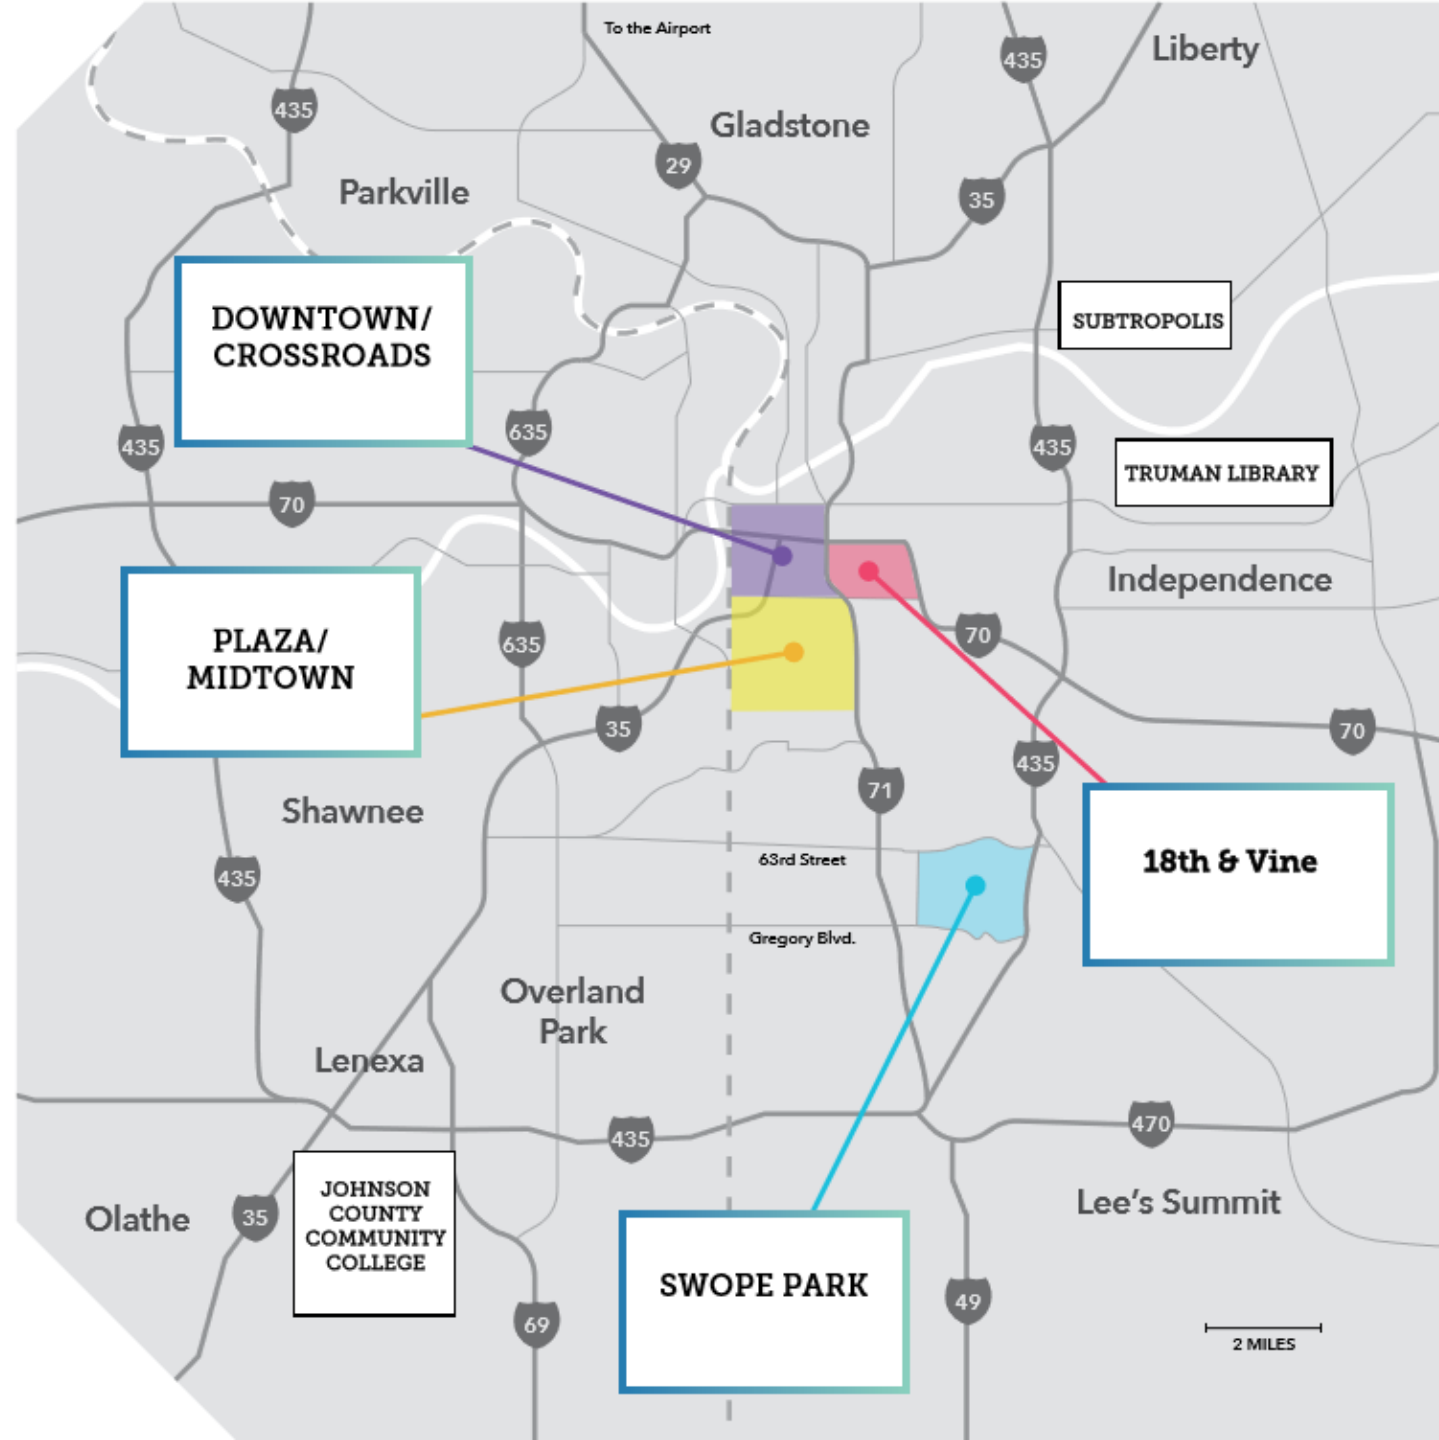 To the Airport
Liberty
435
435
Gladstone
29
Parkville
35
DOWNTOWN/
CROSSROADS
SUBTROPOLIS
635
435
435
TRUMAN LIBRARY
70
Independence
PLAZA/
MIDTOWN
635
70
35
70
435
71
Shawnee
63rd Street
18th & Vine
435
Gregory Blvd.
Overland
Park
Lenexa
435
470
JOHNSON
COUNTY
COMMUNITY
COLLEGE
Olathe
35
Lee's Summit
SWOPE PARK
49
69
2 MILES